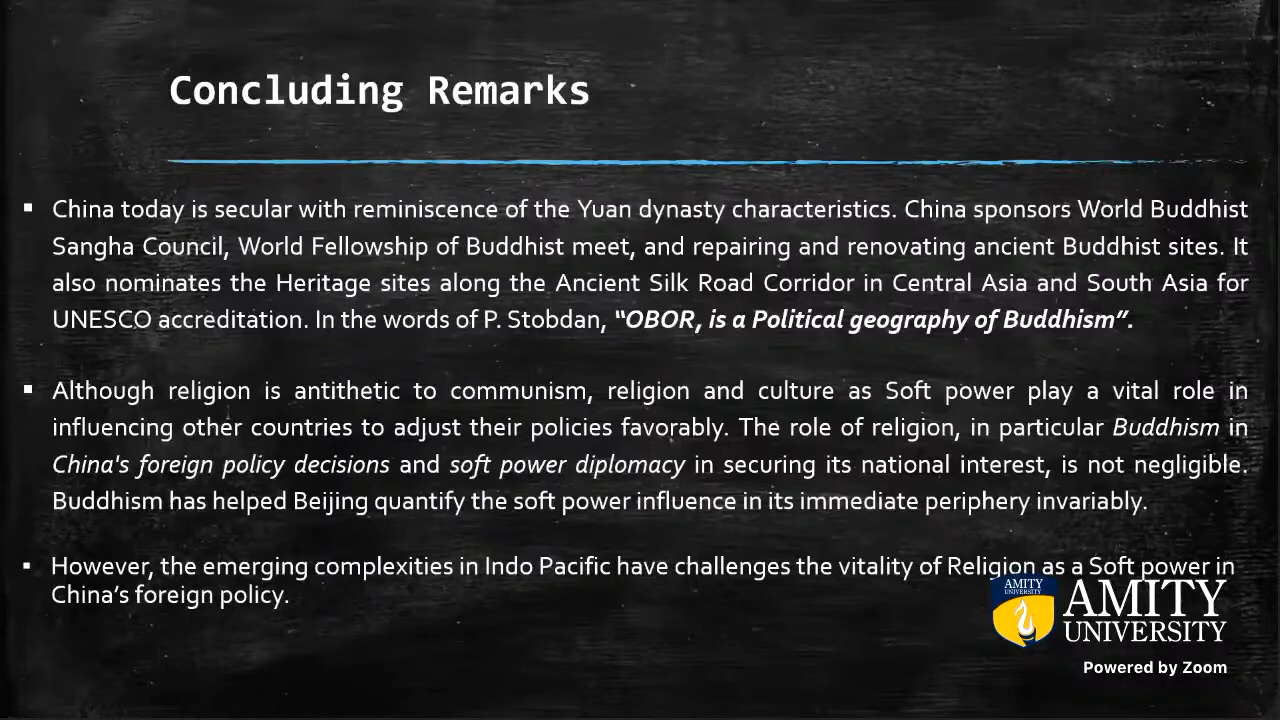 Concluding Remarks
▪ China today is secular with reminiscence of the Yuan dynasty characteristics. China sponsors World Buddhist
Sangha Council, World Fellowship of Buddhist meet, and repairing and renovating ancient Buddhist sites. It
also nominates the Heritage sites along the Ancient Silk Road Corridor in Central Asia and South Asia for
UNESCO accreditation. In the words of P. Stobdan, “OBOR, is a Political geography of Buddhism”.
▪ Although religion is antithetic to communism, religion and culture as Soft power play a vital role in
influencing other countries to adjust their policies favorably. The role of religion, in particular Buddhism in
China's foreign policy decisions and soft power diplomacy in securing its national interest, is not negligible.
Buddhism has helped Beijing quantify the soft power influence in its immediate periphery invariably.
▪ However, the emerging complexities in Indo Pacific have challenges the vitality of Religion as a Soft power in
China’s foreign policy.
AMITY
UNIVERSITY
AMITY
UNIVERSITY
Powered by Zoom